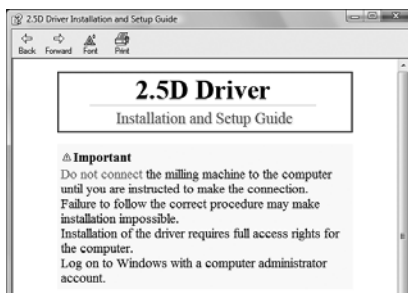 2.5D Driver Installation and Setup Guide
Back Forward Font Print
2.5D Driver
Installation and Setup Guide
⚠Important
Do not connect the milling machine to the computer
until you are instructed to make the connection.
Failure to follow the correct procedure may make
installation impossible.
Installation of the driver requires full access rights for
the computer.
Log on to Windows with a computer administrator
account.